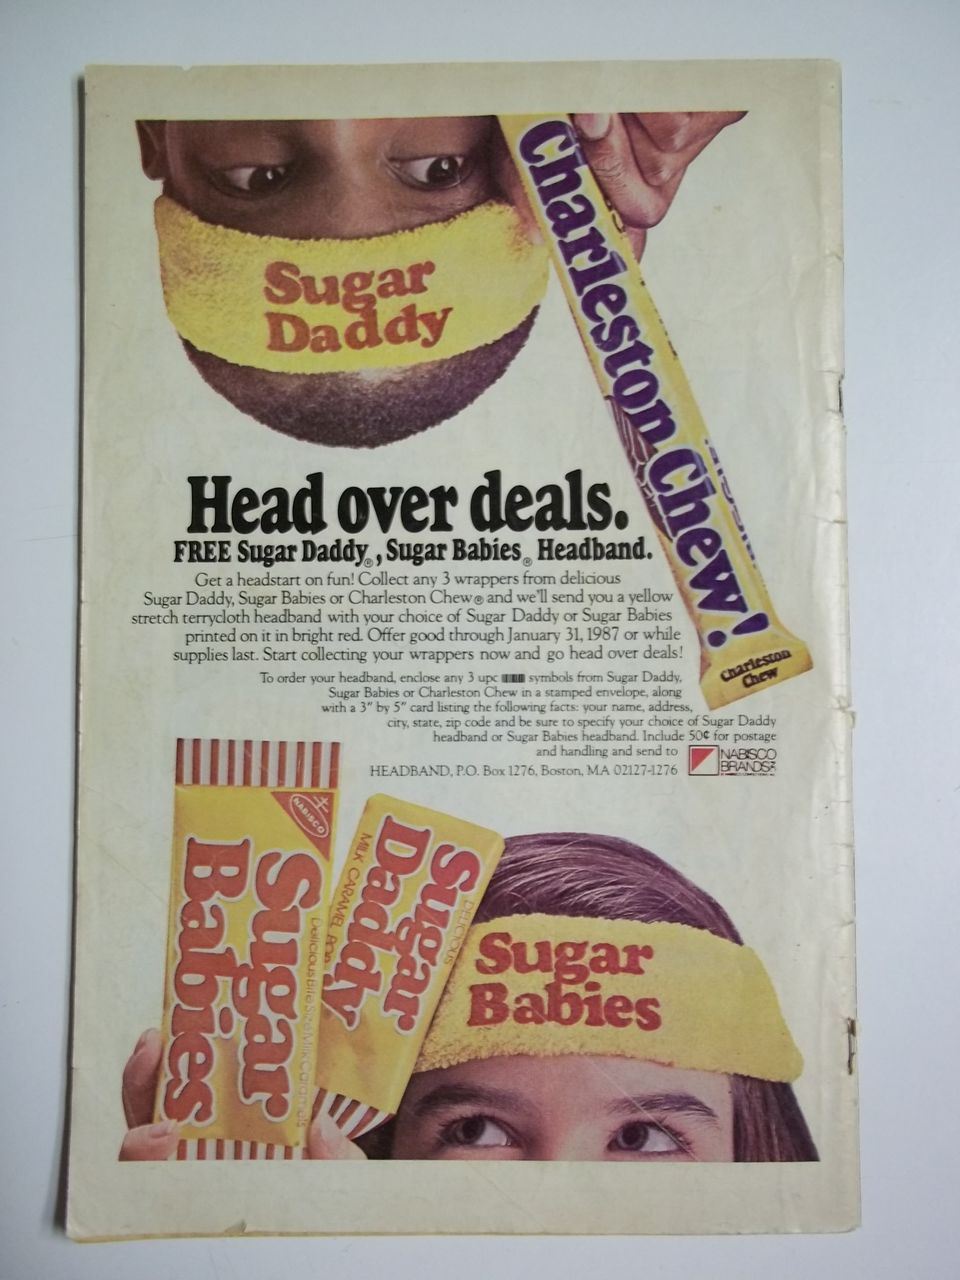 Sugar
Daddy
Charleston Chew!
Charleston
Chew
Head over deals.
FREE Sugar Daddy®, Sugar Babies® Headband.
Get a headstart on fun! Collect any 3 wrappers from delicious
Sugar Daddy, Sugar Babies or Charleston Chew® and we'll send you a yellow
stretch terrycloth headband with your choice of Sugar Daddy or Sugar Babies
printed on it in bright red. Offer good through January 31, 1987 or while
supplies last. Start collecting your wrappers now and go head over deals!
To order your headband, enclose any 3 upc symbols from Sugar Daddy,
Sugar Babies or Charleston Chew in a stamped envelope, along
with a 3" by 5" card listing the following facts: your name, address,
city, state, zip code and be sure to specify your choice of Sugar Daddy
headband or Sugar Babies headband. Include 50¢ for postage
and handling and send to
HEADBAND, P.O. Box 1276, Boston, MA 02127-1276
NABISCO
BRANDS
NABISCO
Sugar
Babies
Delicious Bite Size Milk Caramels
DELICIOUS
Sugar
Daddy
MILK CARAMEL POP
Sugar
Babies